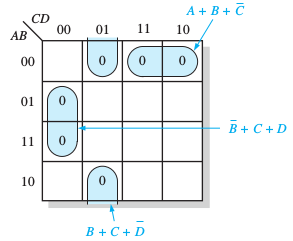 A + B + C̄
CD
AB
00 01 11 10
00 0 0 0
01 0
B̄ + C + D
11 0
10 0
B + C + D̄